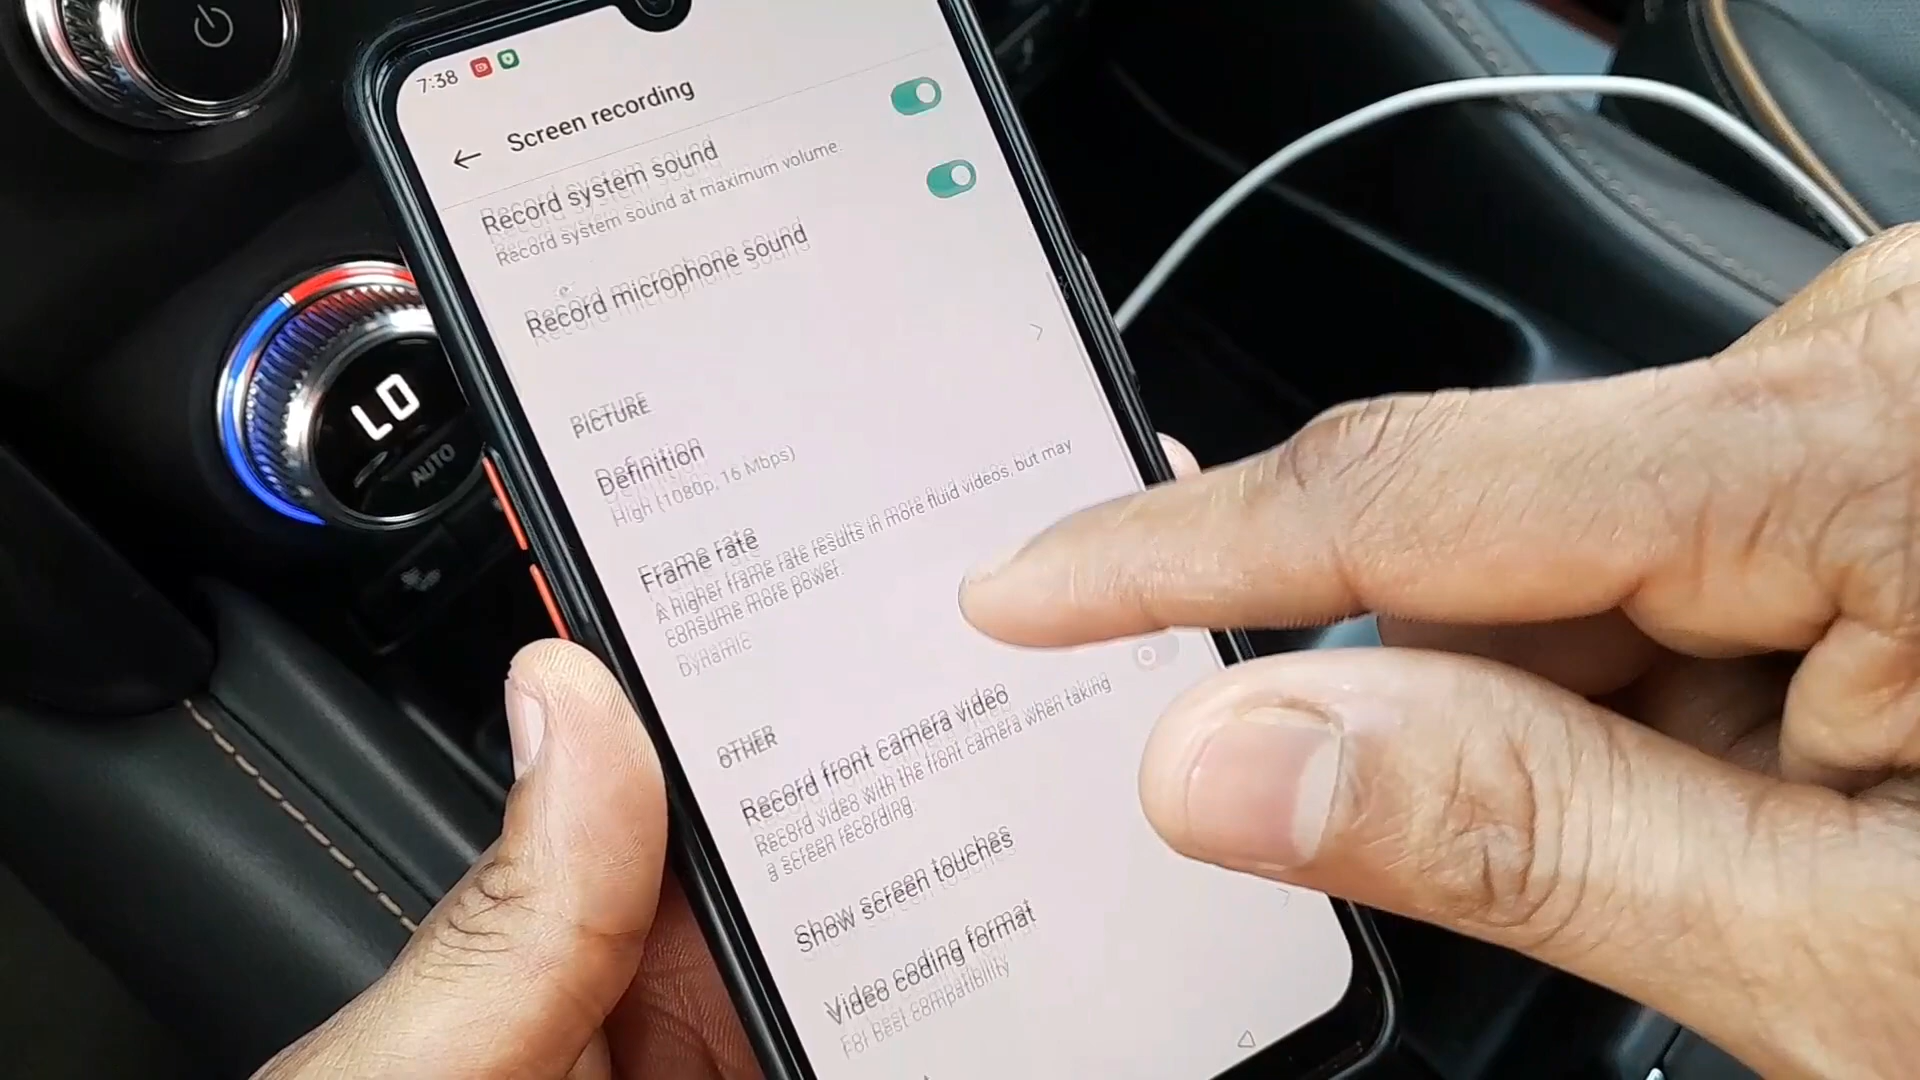 7:38
Screen recording
Record system sound
Record system sound at maximum volume.
Record microphone sound
PICTURE
Definition
High (1080p, 16 Mbps)
Frame rate
A higher frame rate results in more fluid videos, but may
consume more power.
Dynamic
OTHER
Record front camera video
Record video with the front camera when taking
a screen recording.
Show screen touches
Video coding format
For best compatibility
LO
AUTO